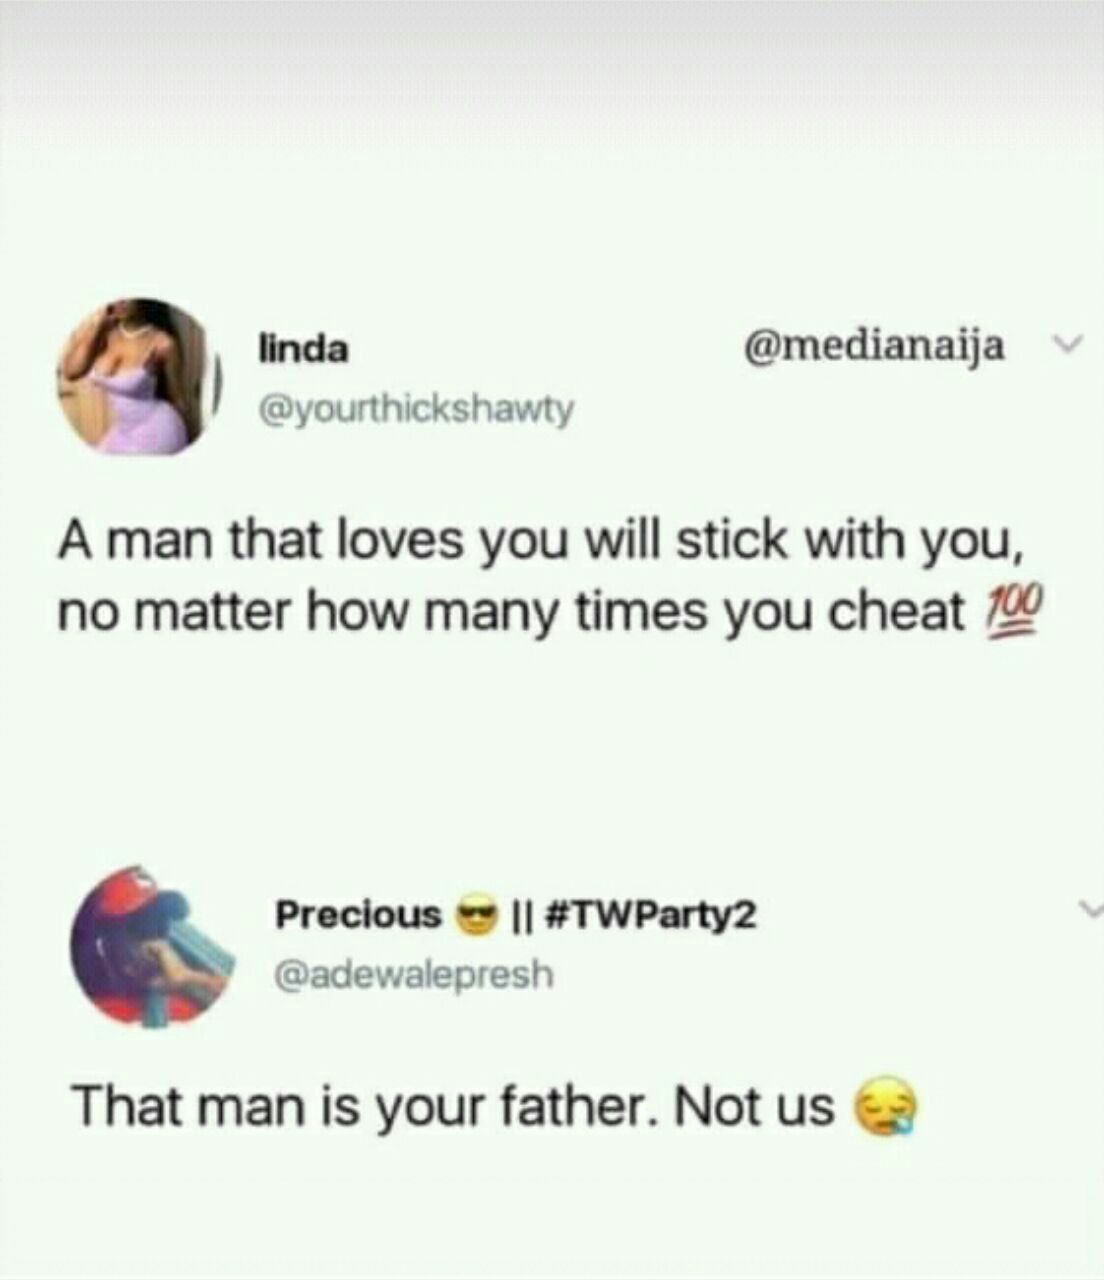 linda
@medianaija
@yourthickshawty
A man that loves you will stick with you,
no matter how many times you cheat 💯
Precious 😎 || #TWParty2
@adewalepresh
That man is your father. Not us 😪